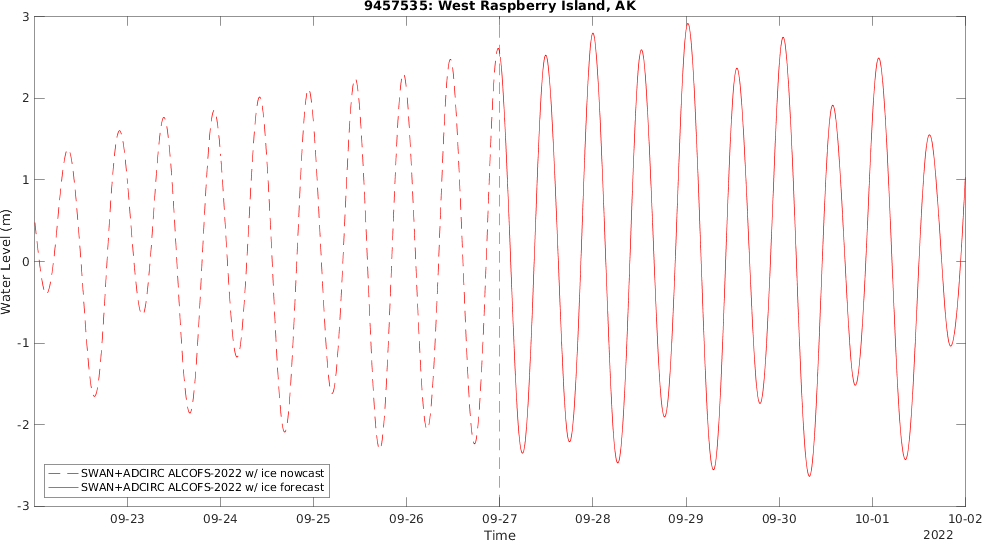 9457535: West Raspberry Island, AK
3
2
1
0
-1
-2
-3
Water Level (m)
SWAN+ADCIRC ALCOFS-2022 w/ ice nowcast
SWAN+ADCIRC ALCOFS-2022 w/ ice forecast
09-23 09-24 09-25 09-26 09-27 09-28 09-29 09-30 10-01 10-02
Time
2022